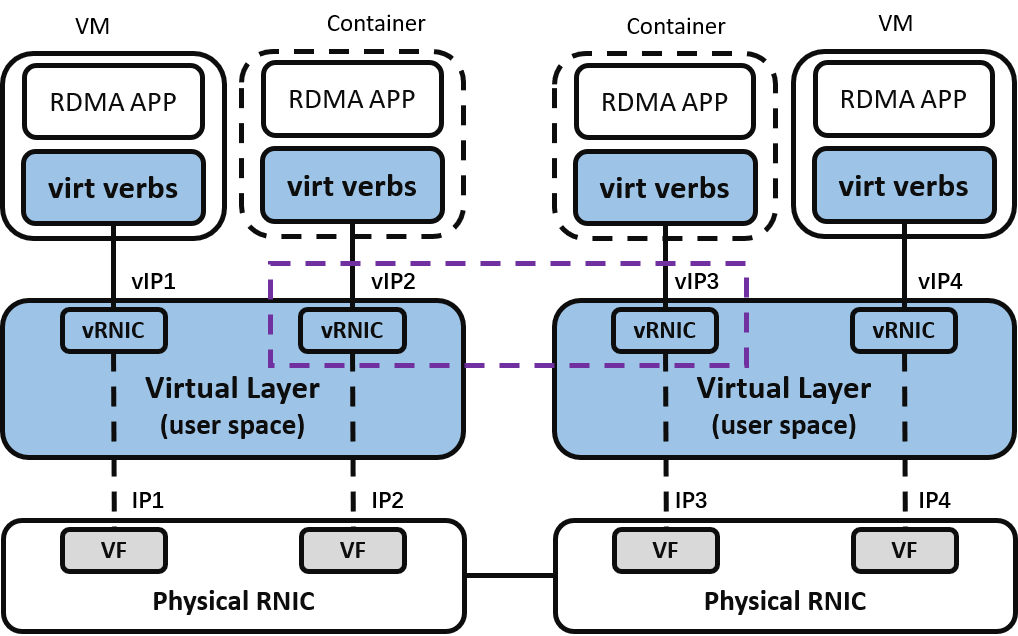 VM
Container
Container
VM
RDMA APP
RDMA APP
RDMA APP
RDMA APP
virt verbs
virt verbs
virt verbs
virt verbs
vIP1
vIP2
vIP3
vIP4
vRNIC
vRNIC
vRNIC
vRNIC
Virtual Layer
(user space)
Virtual Layer
(user space)
IP1
IP2
IP3
IP4
VF
VF
VF
VF
Physical RNIC
Physical RNIC